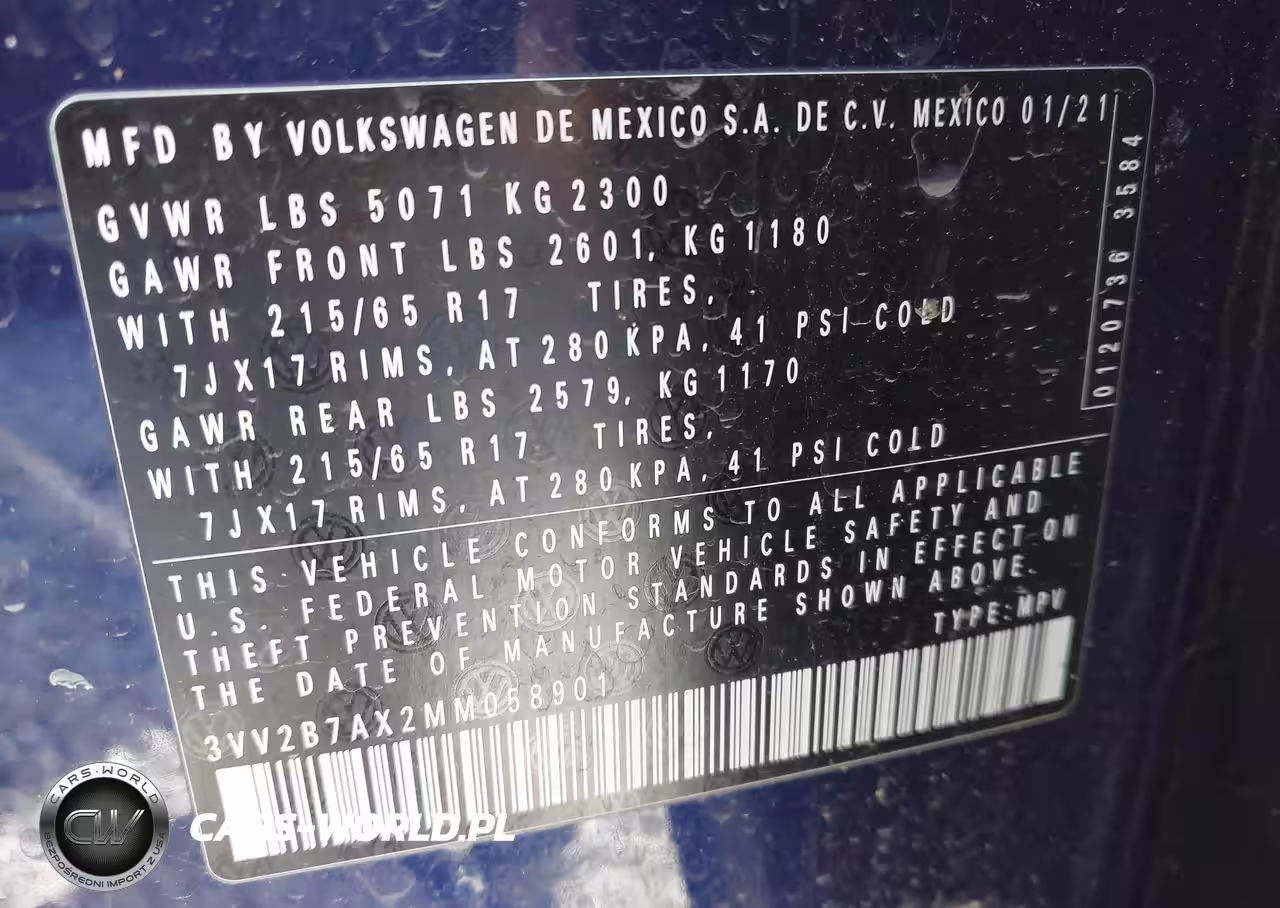 MFD BY VOLKSWAGEN DE MEXICO S.A. DE C.V. MEXICO 01/21
GVWR LBS 5071 KG 2300
GAWR FRONT LBS 2601, KG 1180
WITH 215/65 R17 TIRES,
7JX17 RIMS, AT 280 KPA, 41 PSI COLD
GAWR REAR LBS 2579, KG 1170
WITH 215/65 R17 TIRES,
7JX17 RIMS, AT 280 KPA, 41 PSI COLD
0120736 3584
THIS VEHICLE CONFORMS TO ALL APPLICABLE
U.S. FEDERAL MOTOR VEHICLE SAFETY AND
THEFT PREVENTION STANDARDS IN EFFECT ON
THE DATE OF MANUFACTURE SHOWN ABOVE.
TYPE:MPV
3VV2B7AX2MM058901
CARS-WORLD
CW
BEZPOŚREDNI IMPORT Z USA
CARS-WORLD.PL